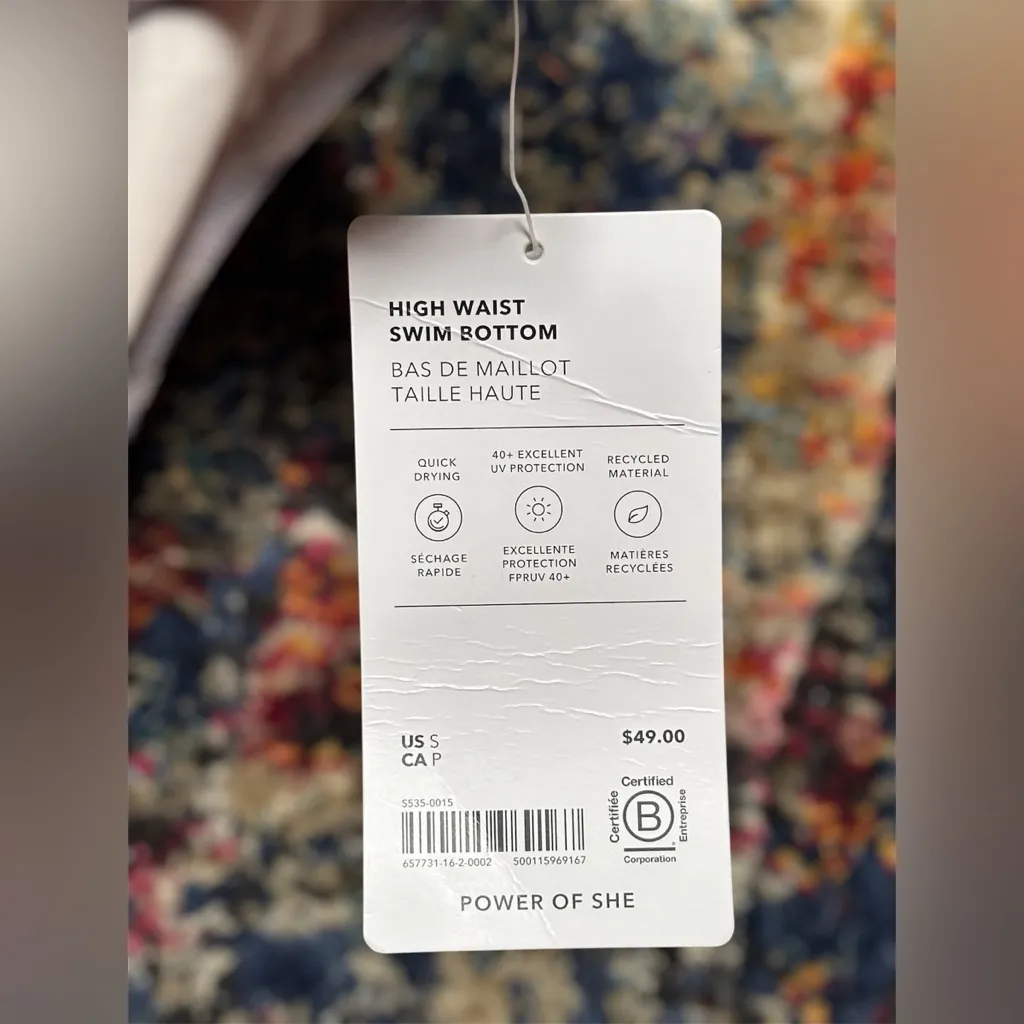 HIGH WAIST
SWIM BOTTOM
BAS DE MAILLOT
TAILLE HAUTE
QUICK
DRYING
SÉCHAGE
RAPIDE
40+ EXCELLENT
UV PROTECTION
EXCELLENTE
PROTECTION
FPRUV 40+
RECYCLED
MATERIAL
MATIÈRES
RECYCLÉES
US S
CA P
$49.00
S535-0015
657731-16-2-0002 500115969167
Certified
Certifiée
B
Entreprise
Corporation
POWER OF SHE